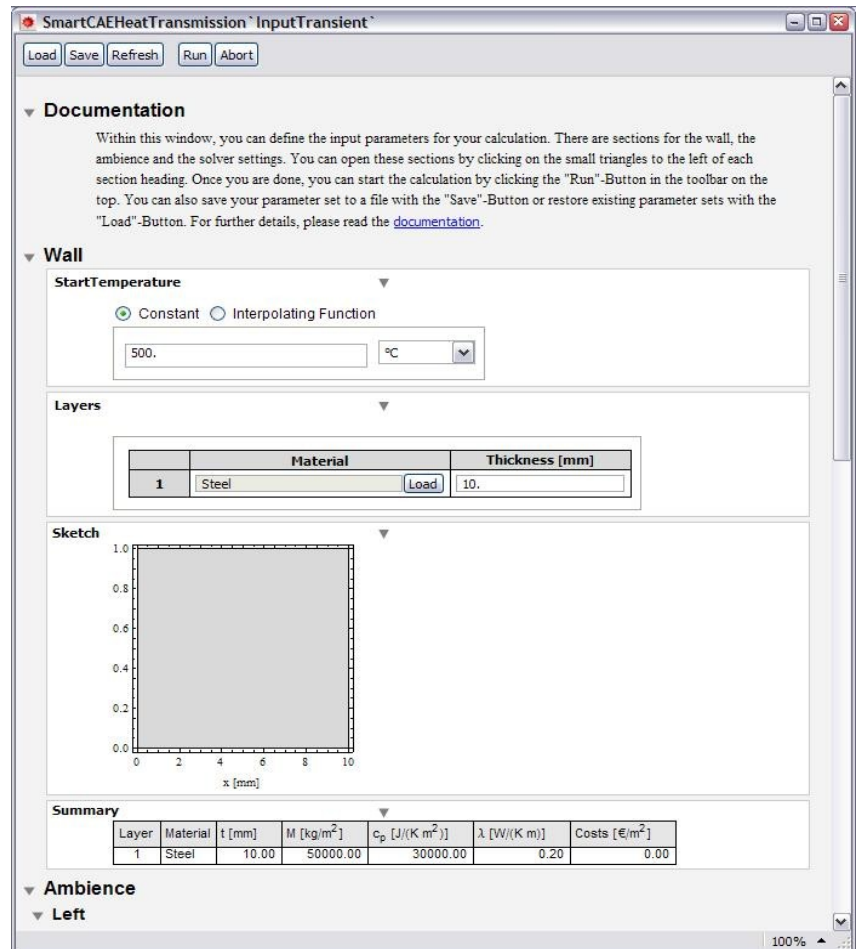 SmartCAEHeatTransmission`InputTransient`
Load Save Refresh Run Abort
Documentation
Within this window, you can define the input parameters for your calculation. There are sections for the wall, the
ambience and the solver settings. You can open these sections by clicking on the small triangles to the left of each
section heading. Once you are done, you can start the calculation by clicking the "Run"-Button in the toolbar on the
top. You can also save your parameter set to a file with the "Save"-Button or restore existing parameter sets with the
"Load"-Button. For further details, please read the documentation.
Wall
StartTemperature
Constant Interpolating Function
500. °C
Layers
Material Thickness [mm]
1 Steel Load 10.
Sketch
1.0
0.8
0.6
0.4
0.2
0.0
0 2 4 6 8 10
x [mm]
Summary
Layer Material t [mm] M [kg/m²] cp [J/(K m²)] λ [W/(K m)] Costs [€/m²]
1 Steel 10.00 50000.00 30000.00 0.20 0.00
Ambience
Left
100%